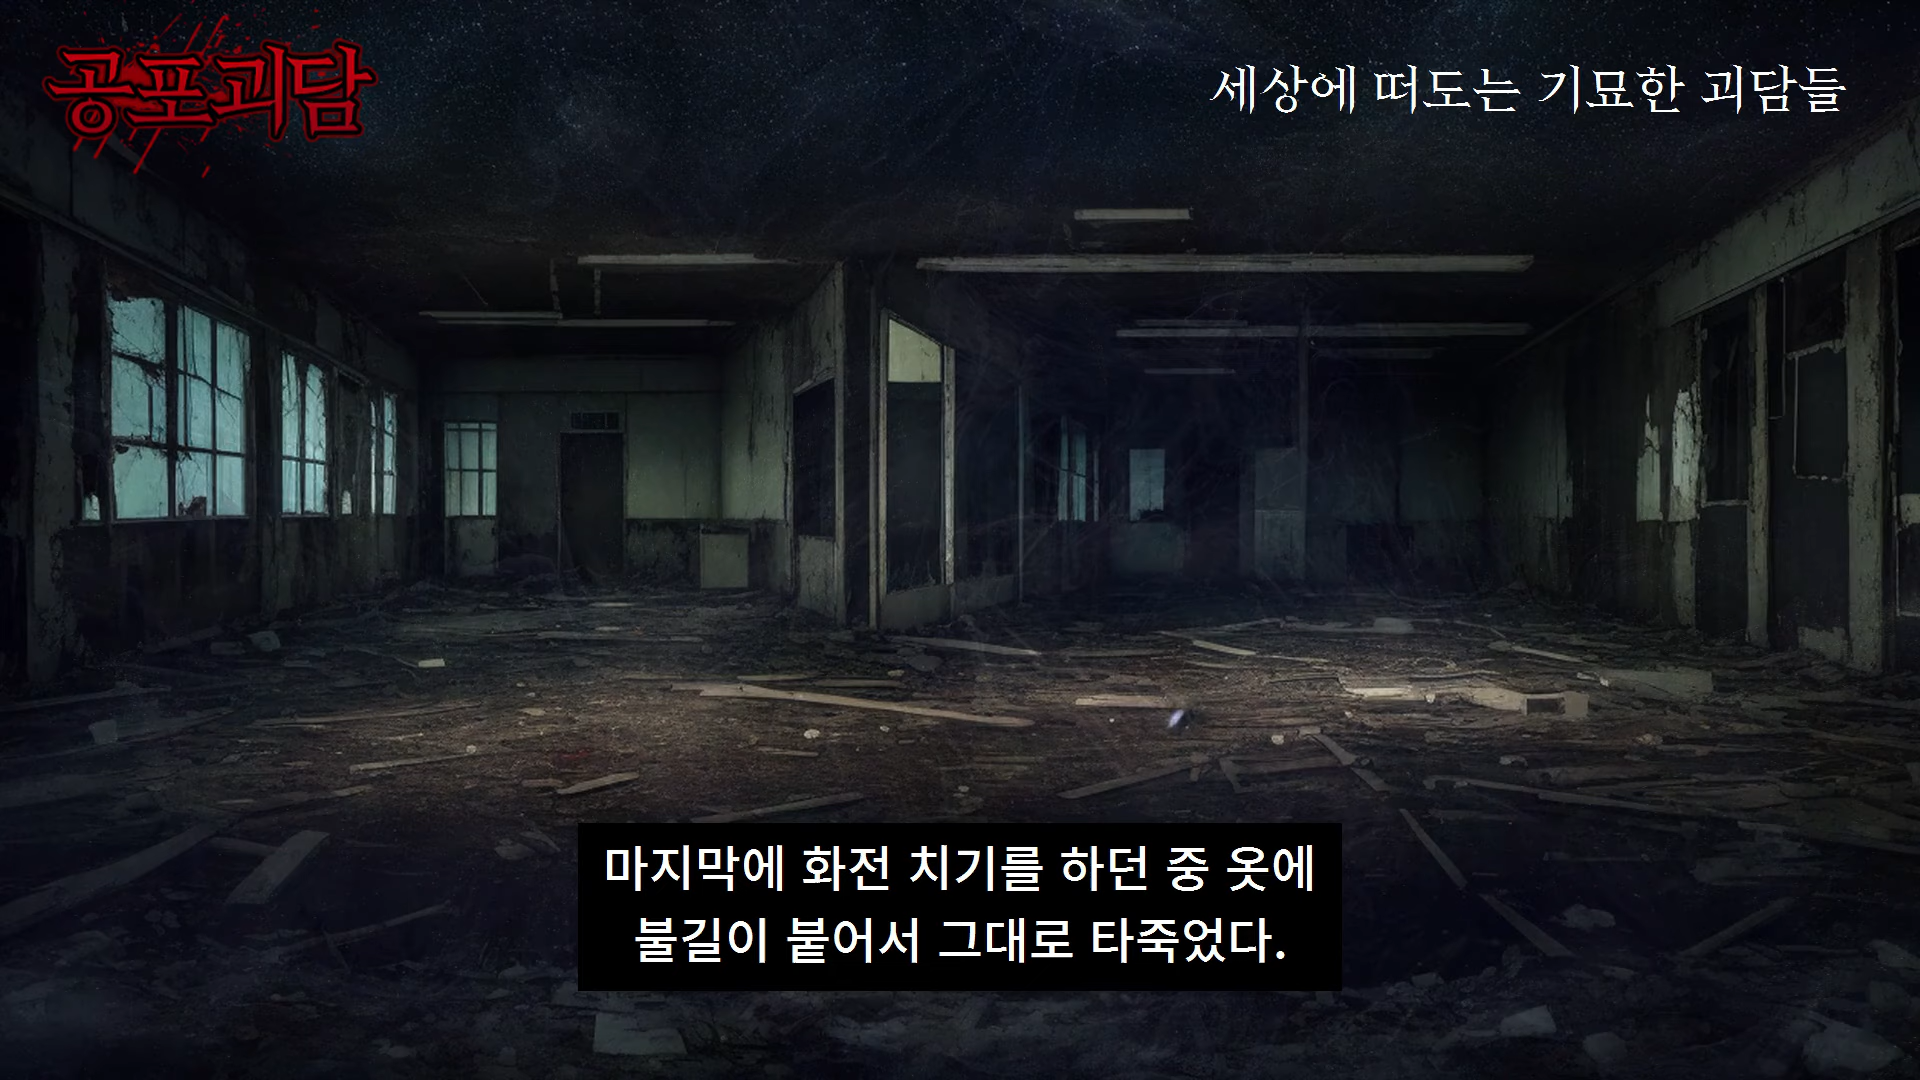 공포괴담
세상에 떠도는 기묘한 괴담들
마지막에 화전 치기를 하던 중 옷에
불길이 붙어서 그대로 타죽었다.